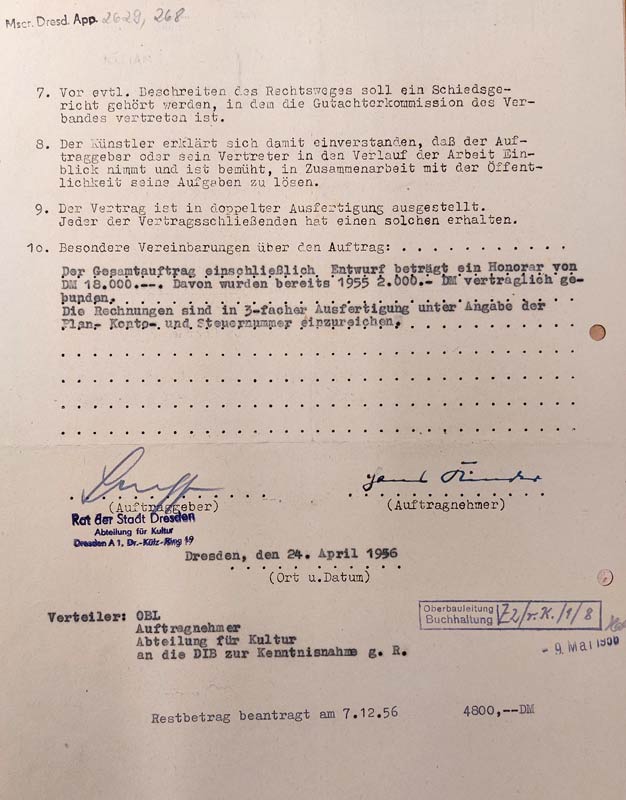 Mscr. Dresd. App. 2629, 268
7. Vor evtl. Beschreiten des Rechtsweges soll ein Schiedsge-
richt gehört werden, in dem die Gutachterkommission des Ver-
bandes vertreten ist.
8. Der Künstler erklärt sich damit einverstanden, daß der Auf-
traggeber oder sein Vertreter in den Verlauf der Arbeit Ein-
blick nimmt und ist bemüht, in Zusammenarbeit mit der Öffent-
lichkeit seine Aufgaben zu lösen.
9. Der Vertrag ist in doppelter Ausfertigung ausgestellt.
Jeder der Vertragsschließenden hat einen solchen erhalten.
10. Besondere Vereinbarungen über den Auftrag: . . . . . . . . . . .
Der Gesamtauftrag einschließlich Entwurf beträgt ein Honorar von
DM 18.000.--. Davon wurden bereits 1955 2.000.- DM vertraglich ge-
bunden.
Die Rechnungen sind in 3-facher Ausfertigung unter Angabe der
Plan- Konto- und Steuernummer einzureichen.
(Auftraggeber) (Auftragnehmer)
Rat der Stadt Dresden
Abteilung für Kultur
Dresden A 1, Dr.-Külz-Ring 19
Dresden, den 24. April 1956
(Ort u.Datum)
Verteiler: OBL
Auftragnehmer
Abteilung für Kultur
an die DIB zur Kenntnisnahme g. R.
Oberbauleitung
Buchhaltung
- 9. Mai
Restbetrag beantragt am 7.12.56 4800,--DM